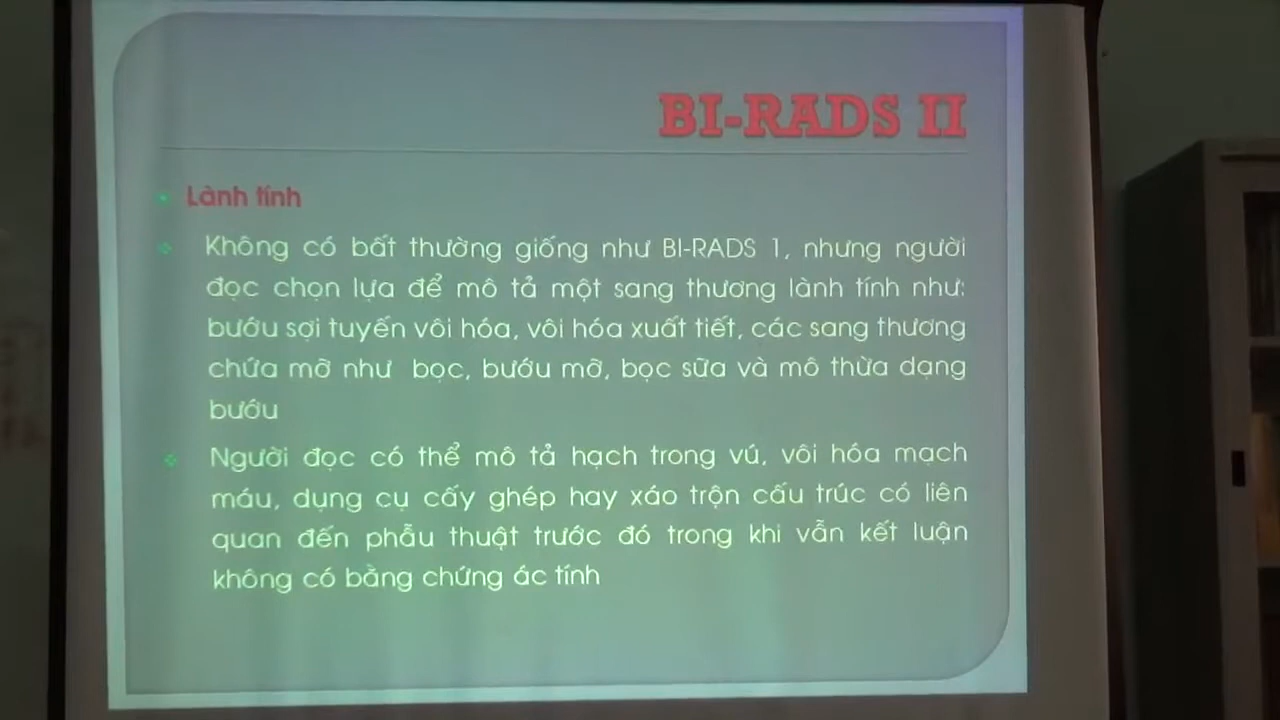 BI-RADS II
Lành tính
Không có bất thường giống như BI-RADS 1, nhưng người
đọc chọn lựa để mô tả một sang thương lành tính như:
bướu sợi tuyến vôi hóa, vôi hóa xuất tiết, các sang thương
chứa mỡ như bọc, bướu mỡ, bọc sữa và mô thừa dạng
bướu
Người đọc có thể mô tả hạch trong vú, vôi hóa mạch
máu, dụng cụ cấy ghép hay xáo trộn cấu trúc có liên
quan đến phẫu thuật trước đó trong khi vẫn kết luận
không có bằng chứng ác tính